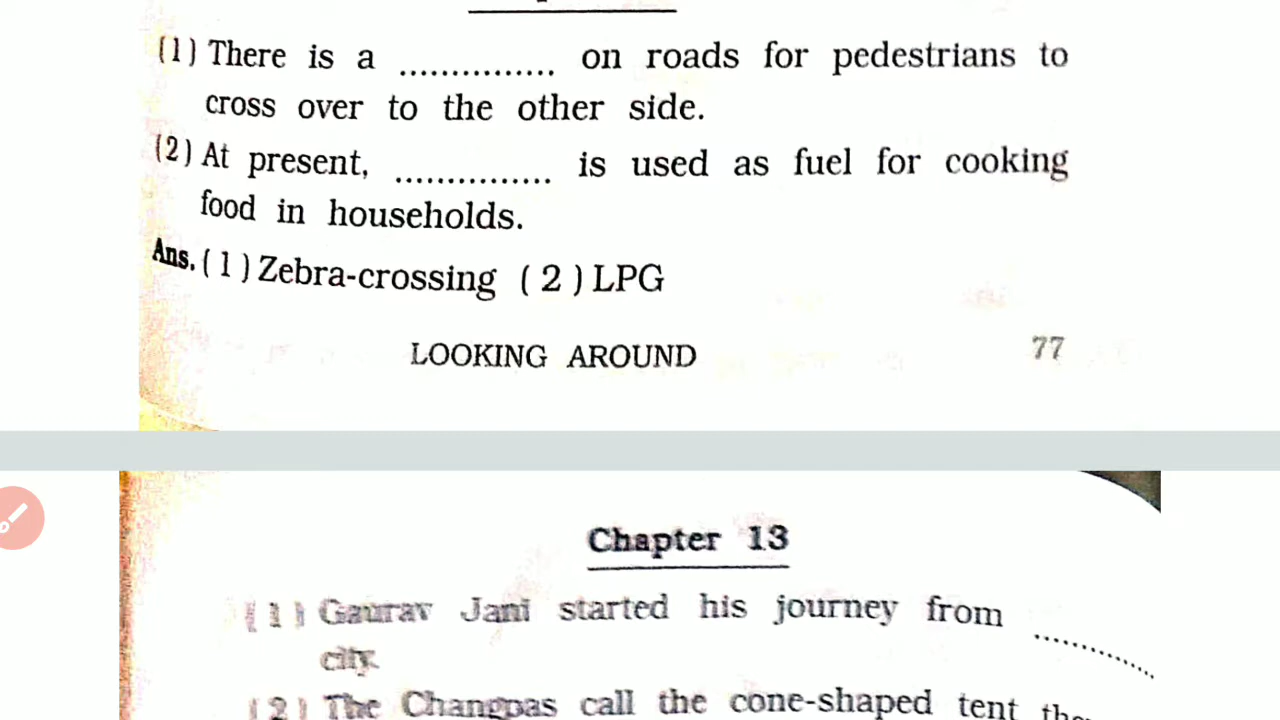 (1) There is a ............... on roads for pedestrians to
cross over to the other side.
(2) At present, ............... is used as fuel for cooking
food in households.
Ans. (1) Zebra-crossing (2) LPG
LOOKING AROUND 77
Chapter 13
(1) Gaurav Jani started his journey from ............
city.
(2) The Changpas call the cone-shaped tent